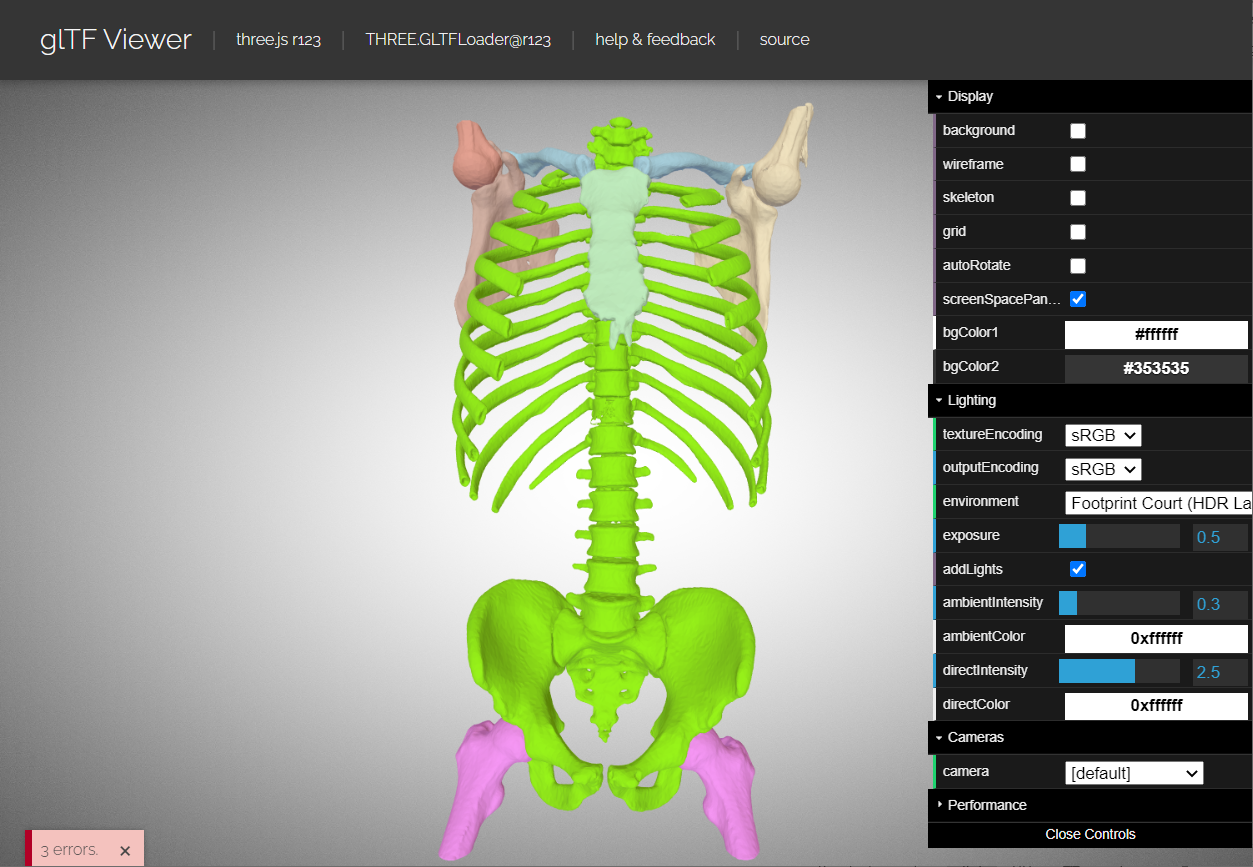 glTF Viewer | three.js r123 | THREE.GLTFLoader@r123 | help & feedback | source
Display
background
wireframe
skeleton
grid
autoRotate
screenSpacePan...
bgColor1 #ffffff
bgColor2 #353535
Lighting
textureEncoding sRGB
outputEncoding sRGB
environment Footprint Court (HDR La
exposure 0.5
addLights
ambientIntensity 0.3
ambientColor 0xffffff
directIntensity 2.5
directColor 0xffffff
Cameras
camera [default]
Performance
Close Controls
3 errors. ×